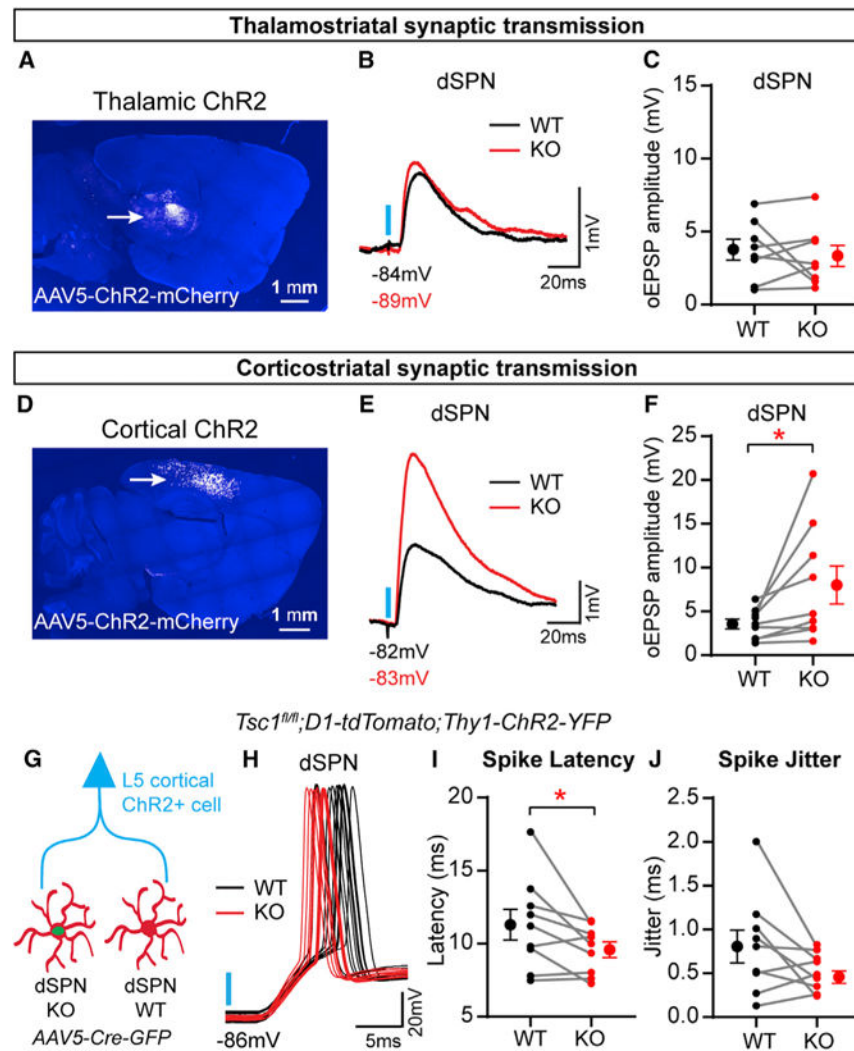 Thalamostriatal synaptic transmission
A
B
C
Thalamic ChR2
AAV5-ChR2-mCherry
1 mm
dSPN
WT
KO
-84mV
-89mV
1mV
20ms
dSPN
oEPSP amplitude (mV)
15
10
5
0
WT
KO
Corticostriatal synaptic transmission
D
E
F
Cortical ChR2
AAV5-ChR2-mCherry
1 mm
dSPN
WT
KO
-82mV
-83mV
1mV
20ms
dSPN
*
oEPSP amplitude (mV)
25
20
15
10
5
0
WT
KO
Tsc1fl/fl;D1-tdTomato;Thy1-ChR2-YFP
G
H
I
J
L5 cortical
ChR2+ cell
dSPN
KO
dSPN
WT
AAV5-Cre-GFP
dSPN
WT
KO
-86mV
20mV
5ms
Spike Latency
*
Latency (ms)
20
15
10
5
WT
KO
Spike Jitter
Jitter (ms)
2.5
2.0
1.5
1.0
0.5
0.0
WT
KO